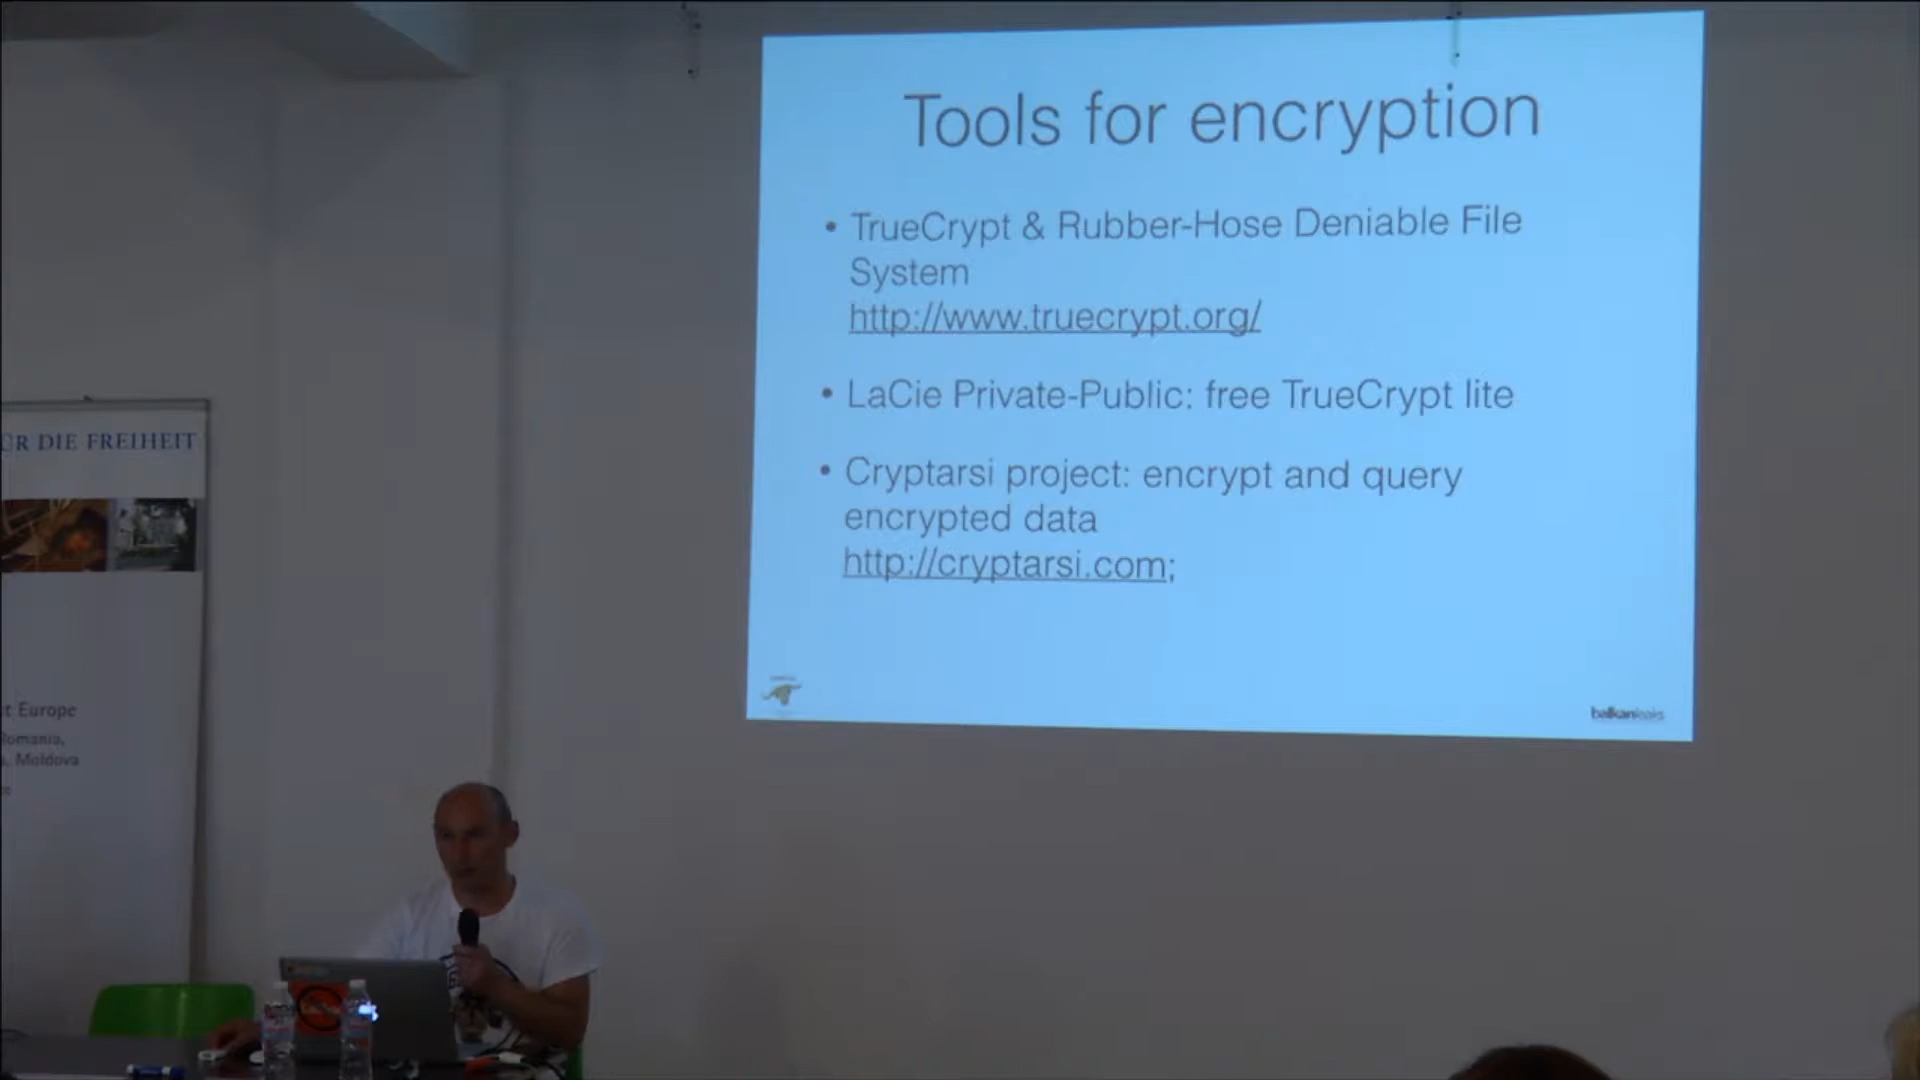 Tools for encryption
• TrueCrypt & Rubber-Hose Deniable File
System
http://www.truecrypt.org/
• LaCie Private-Public: free TrueCrypt lite
• Cryptarsi project: encrypt and query
encrypted data
http://cryptarsi.com;
balkanleaks
ÜR DIE FREIHEIT
t Europe
Romania,
Moldova